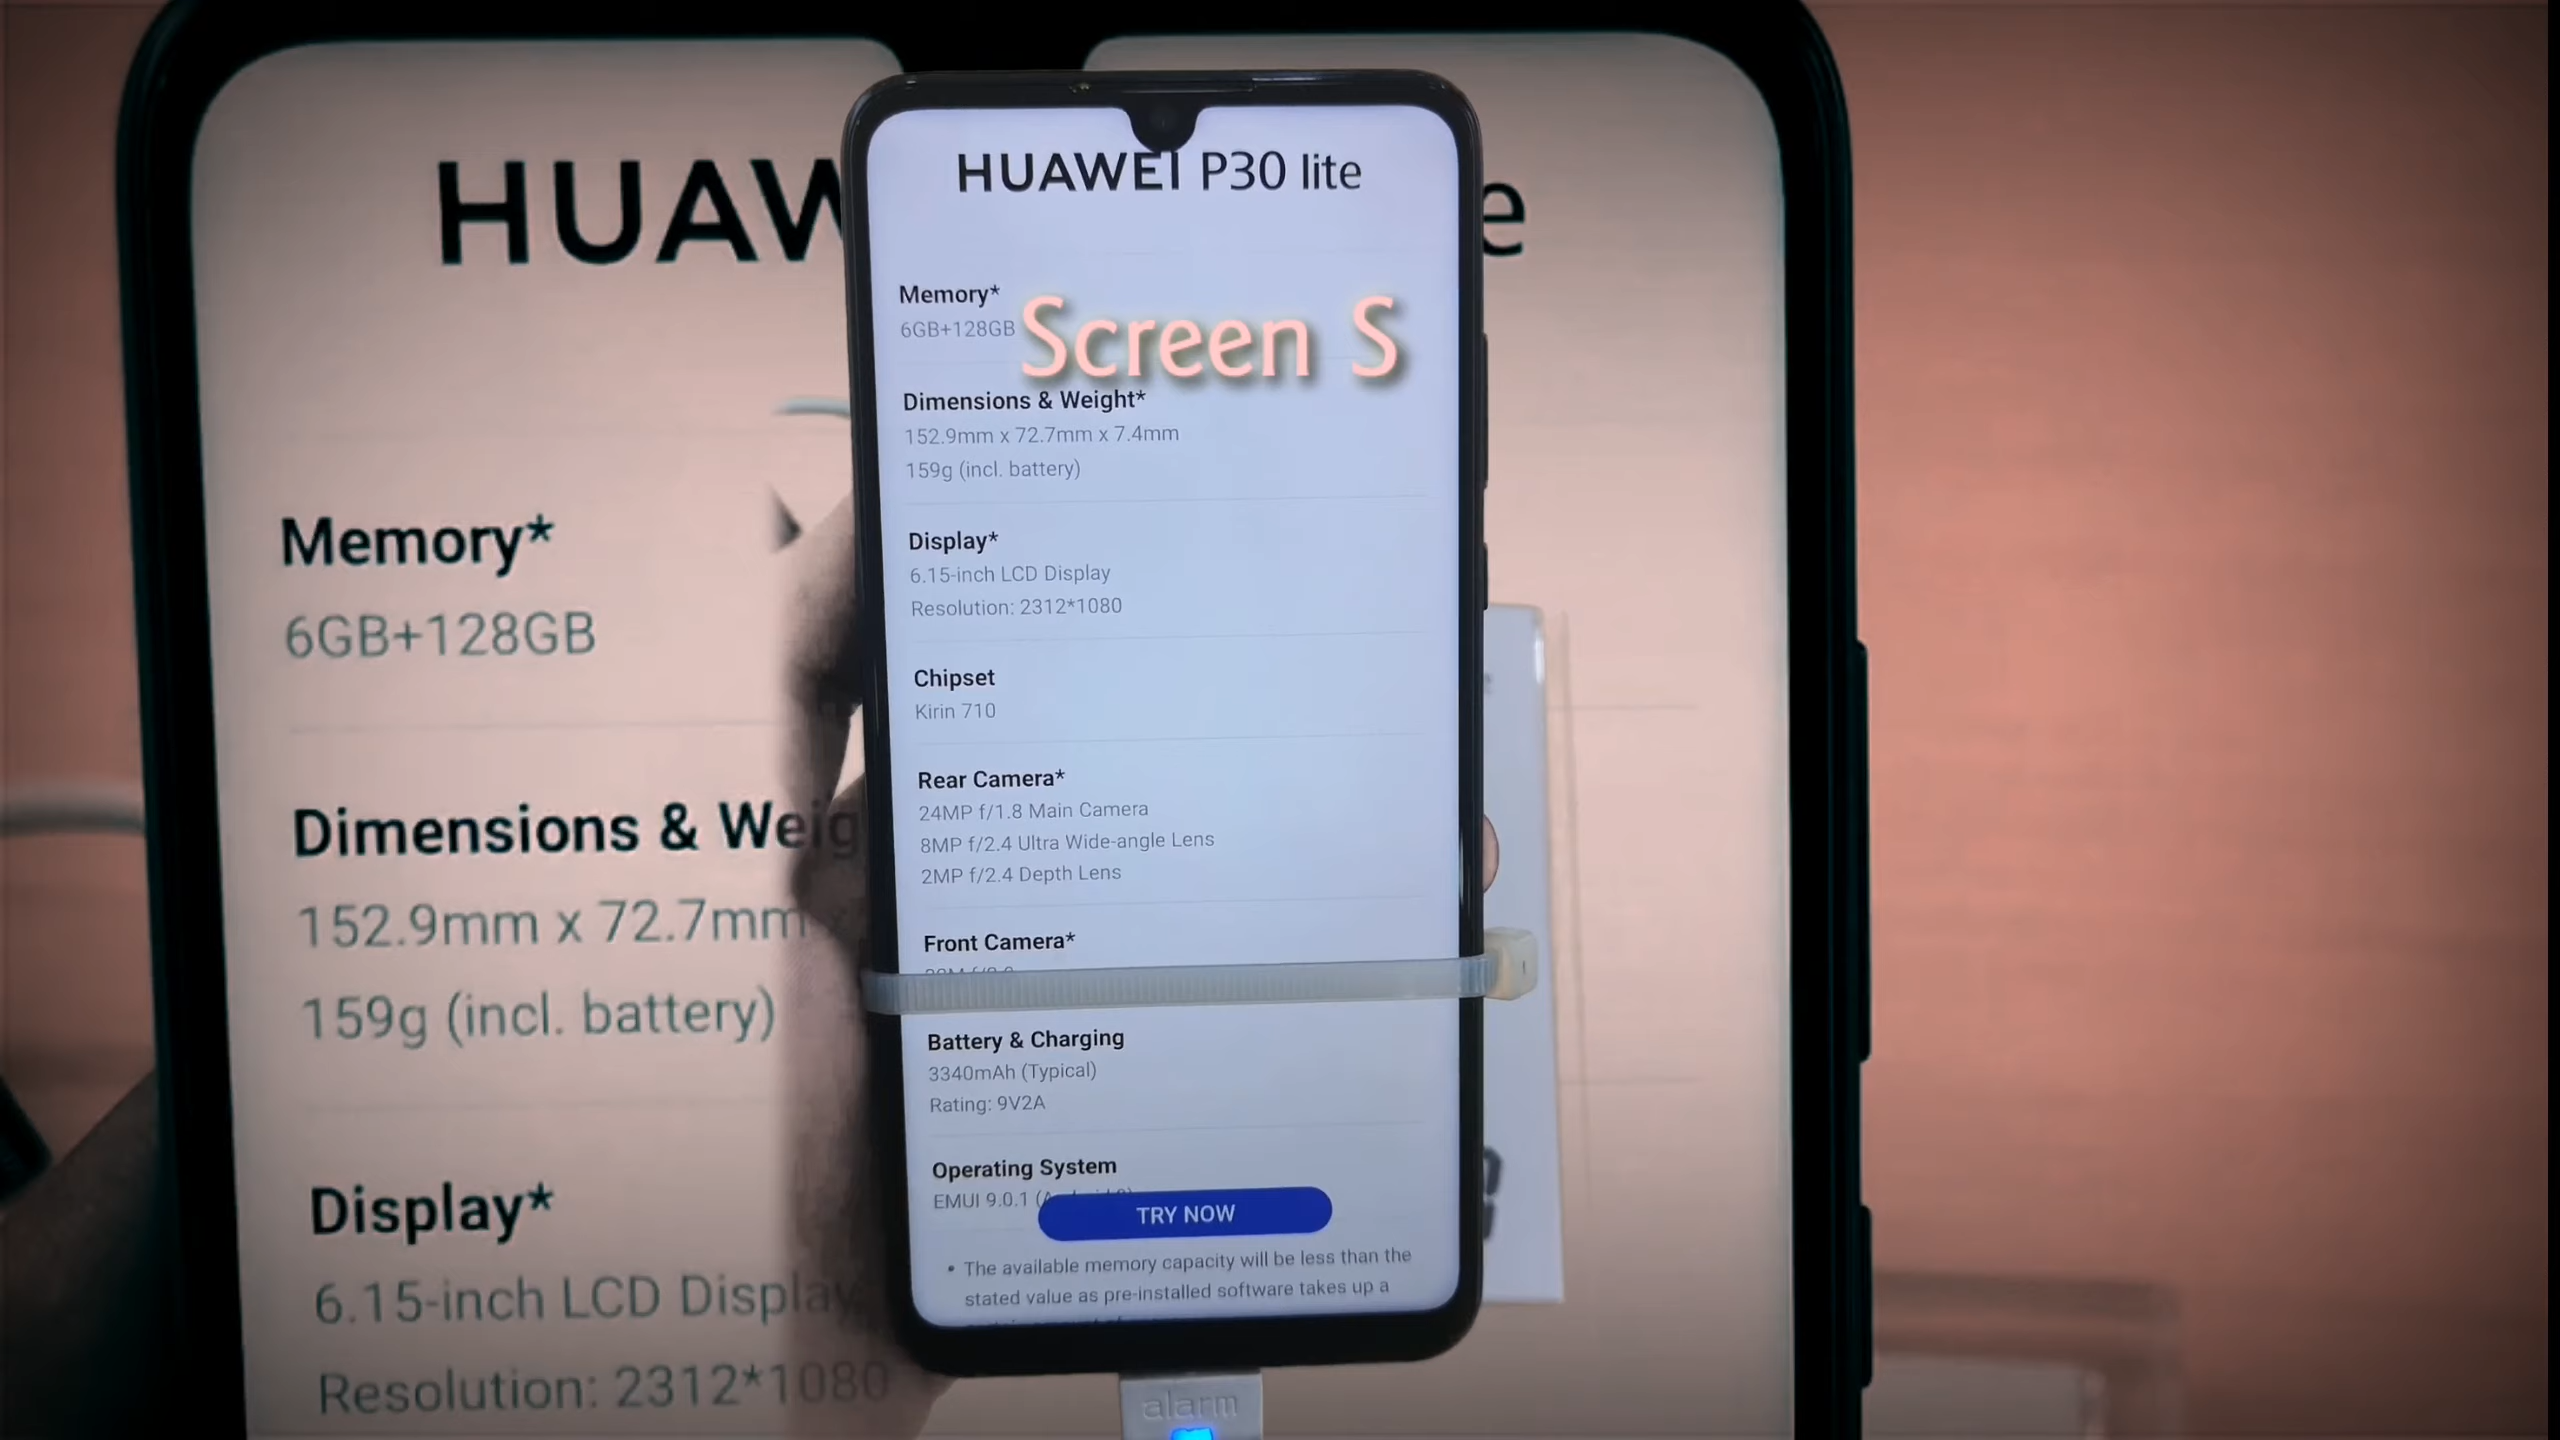 HUAWEI P30 lite
Memory*
6GB+128GB
Screen S
Dimensions & Weight*
152.9mm x 72.7mm x 7.4mm
159g (incl. battery)
Display*
6.15-inch LCD Display
Resolution: 2312*1080
Chipset
Kirin 710
Rear Camera*
24MP f/1.8 Main Camera
8MP f/2.4 Ultra Wide-angle Lens
2MP f/2.4 Depth Lens
Front Camera*
Battery & Charging
3340mAh (Typical)
Rating: 9V2A
Operating System
EMUI 9.0.1
TRY NOW
• The available memory capacity will be less than the
stated value as pre-installed software takes up a
alarm
HUAW e
Memory*
6GB+128GB
Dimensions & Weig
152.9mm x 72.7mm
159g (incl. battery)
Display*
6.15-inch LCD Display
Resolution: 2312*1080